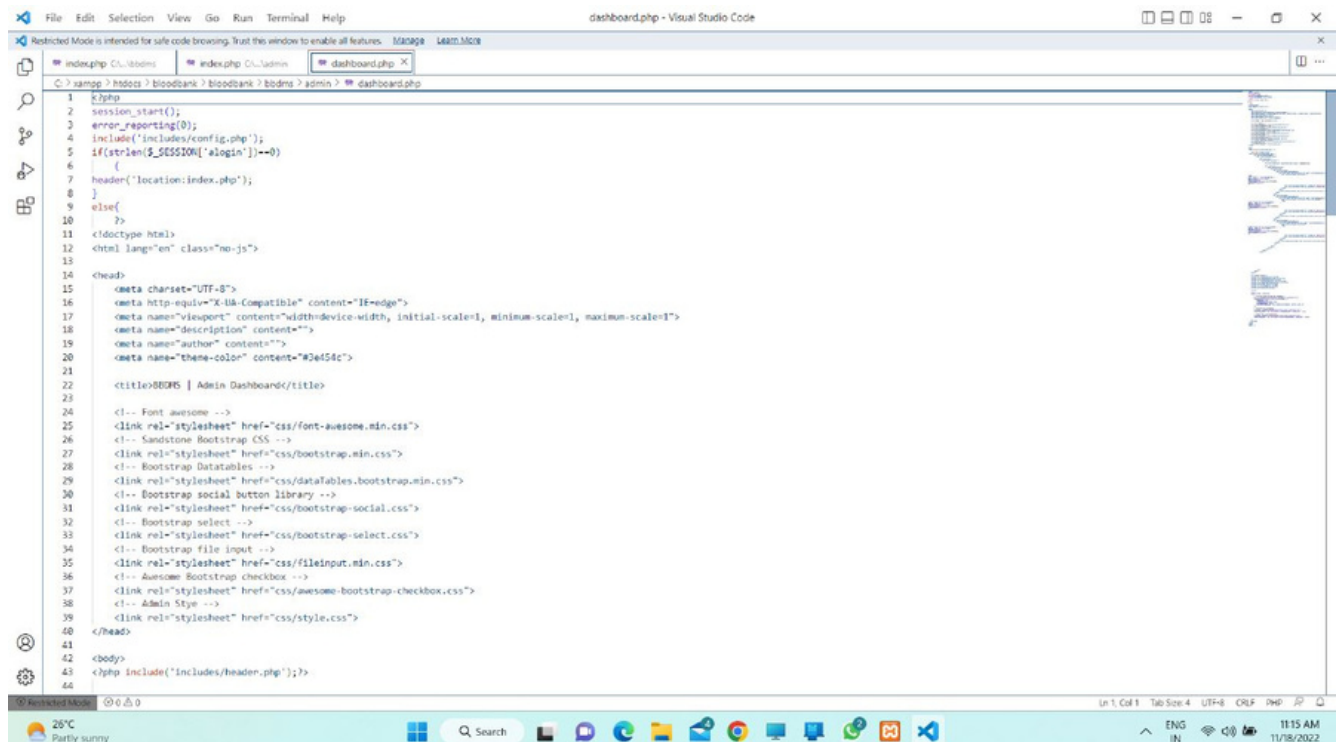 File Edit Selection View Go Run Terminal Help
dashboard.php - Visual Studio Code
Restricted Mode is intended for safe code browsing. Trust this window to enable all features. Manage Learn More
index.php C:\...\bbdms index.php C:\...\admin dashboard.php
C: > xampp > htdocs > bloodbank > bloodbank > bbdms > admin > dashboard.php
1 <?php
2 session_start();
3 error_reporting(0);
4 include('includes/config.php');
5 if(strlen($_SESSION['alogin'])==0)
6 {
7 header('location:index.php');
8 }
9 else{
10 ?>
11 <!doctype html>
12 <html lang="en" class="no-js">
13
14 <head>
15 <meta charset="UTF-8">
16 <meta http-equiv="X-UA-Compatible" content="IE=edge">
17 <meta name="viewport" content="width=device-width, initial-scale=1, minimum-scale=1, maximum-scale=1">
18 <meta name="description" content="">
19 <meta name="author" content="">
20 <meta name="theme-color" content="#3e454c">
21
22 <title>BBDMS | Admin Dashboard</title>
23
24 <!-- Font awesome -->
25 <link rel="stylesheet" href="css/font-awesome.min.css">
26 <!-- Sandstone Bootstrap CSS -->
27 <link rel="stylesheet" href="css/bootstrap.min.css">
28 <!-- Bootstrap Datatables -->
29 <link rel="stylesheet" href="css/dataTables.bootstrap.min.css">
30 <!-- Bootstrap social button library -->
31 <link rel="stylesheet" href="css/bootstrap-social.css">
32 <!-- Bootstrap select -->
33 <link rel="stylesheet" href="css/bootstrap-select.css">
34 <!-- Bootstrap file input -->
35 <link rel="stylesheet" href="css/fileinput.min.css">
36 <!-- Awesome Bootstrap checkbox -->
37 <link rel="stylesheet" href="css/awesome-bootstrap-checkbox.css">
38 <!-- Admin Stye -->
39 <link rel="stylesheet" href="css/style.css">
40 </head>
41
42 <body>
43 <?php include('includes/header.php');?>
44
Restricted Mode 0 0 Ln 1, Col 1 Tab Size: 4 UTF-8 CRLF PHP
26°C
Partly sunny
Search
ENG
IN
11:15 AM
11/18/2022